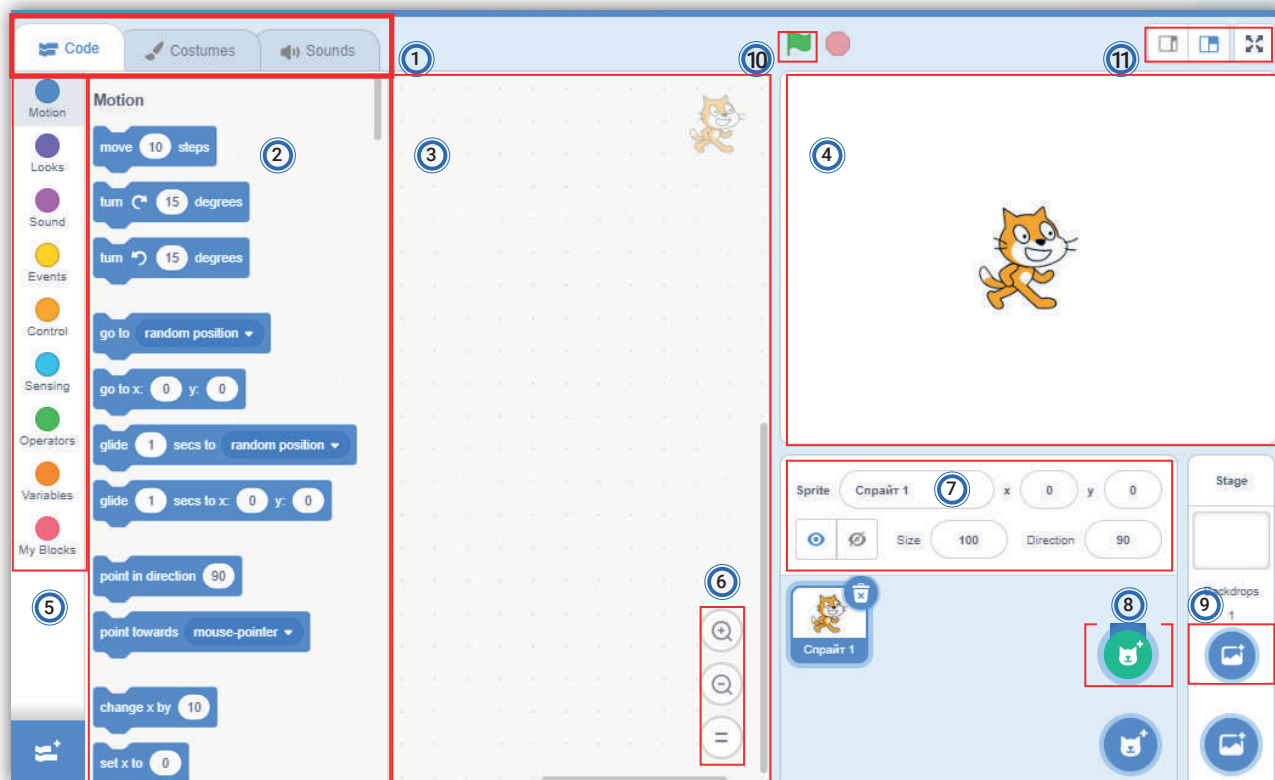 Code Costumes Sounds
1
10
11
Motion
Looks
Sound
Events
Control
Sensing
Operators
Variables
My Blocks
5
Motion
move 10 steps
2
turn 15 degrees
turn 15 degrees
go to random position
go to x: 0 y: 0
glide 1 secs to random position
glide 1 secs to x: 0 y: 0
point in direction 90
point towards mouse-pointer
change x by 10
set x to 0
3
6
4
Sprite Спрайт 1 x 0 y 0
7
Size 100 Direction 90
Спрайт 1
8
Stage
Backdrops
1
9